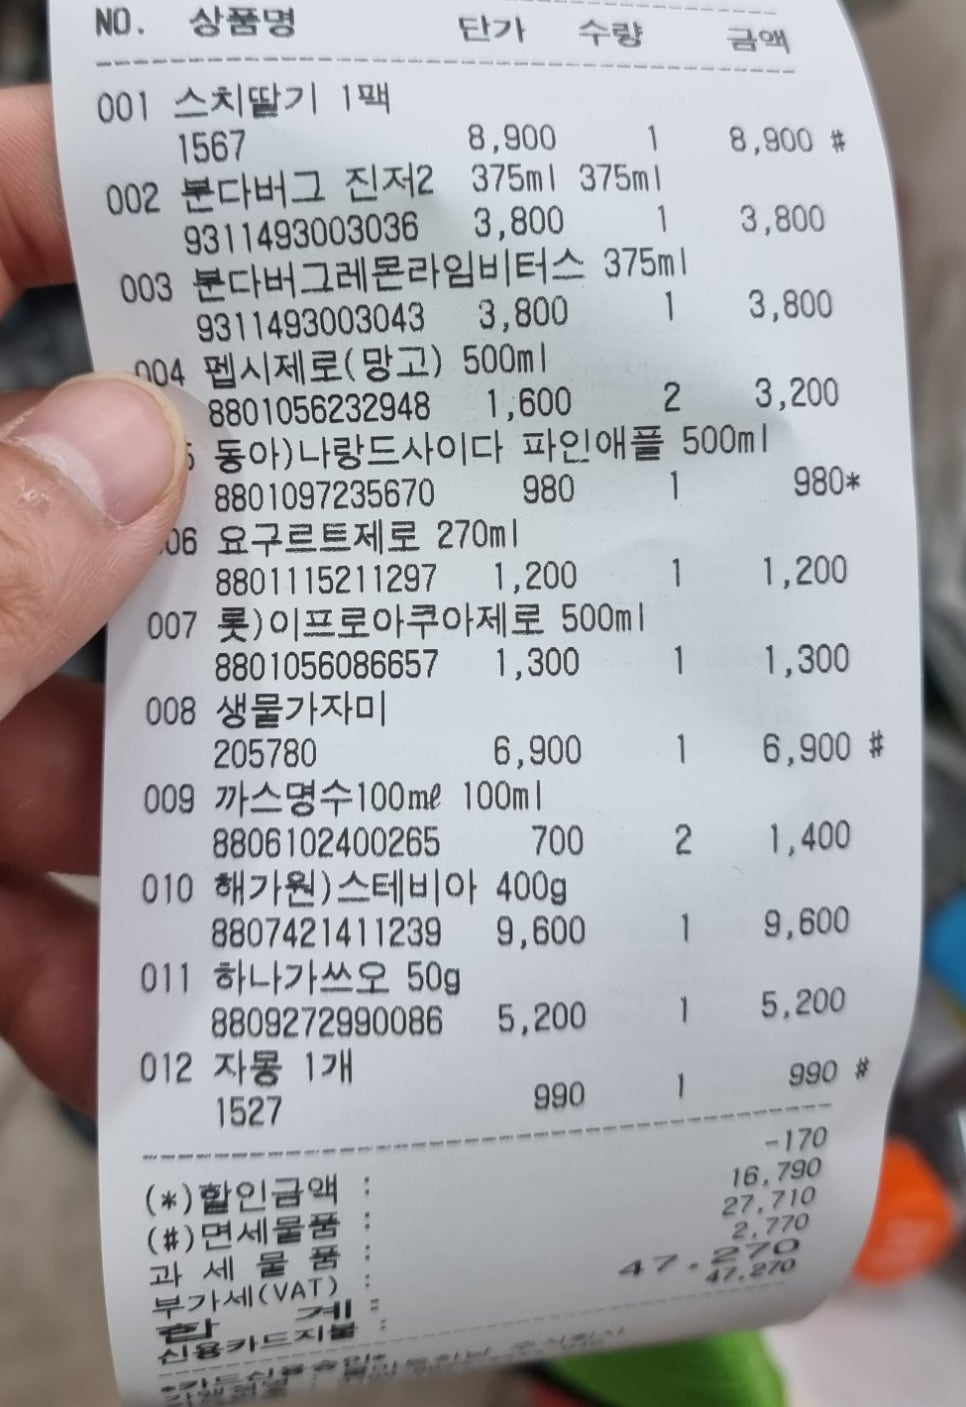 NO. 상품명 단가 수량 금액
001 스치딸기 1팩
1567 8,900 1 8,900 #
002 분다버그 진저2 375ml 375ml
9311493003036 3,800 1 3,800
003 분다버그레몬라임비터스 375ml
9311493003043 3,800 1 3,800
004 펩시제로(망고) 500ml
8801056232948 1,600 2 3,200
5 동아)나랑드사이다 파인애플 500ml
8801097235670 980 1 980*
06 요구르트제로 270ml
8801115211297 1,200 1 1,200
007 롯)이프로아쿠아제로 500ml
8801056086657 1,300 1 1,300
008 생물가자미
205780 6,900 1 6,900 #
009 까스명수100㎖ 100ml
8806102400265 700 2 1,400
010 해가원)스테비아 400g
8807421411239 9,600 1 9,600
011 하나가쓰오 50g
8809272990086 5,200 1 5,200
012 자몽 1개
1527 990 1 990 #
(*)할인금액 : -170
(#)면세물품 : 16,790
과 세 물 품 : 27,710
부가세(VAT) : 2,770
합 계 : 47,270
신용카드지불 : 47,270